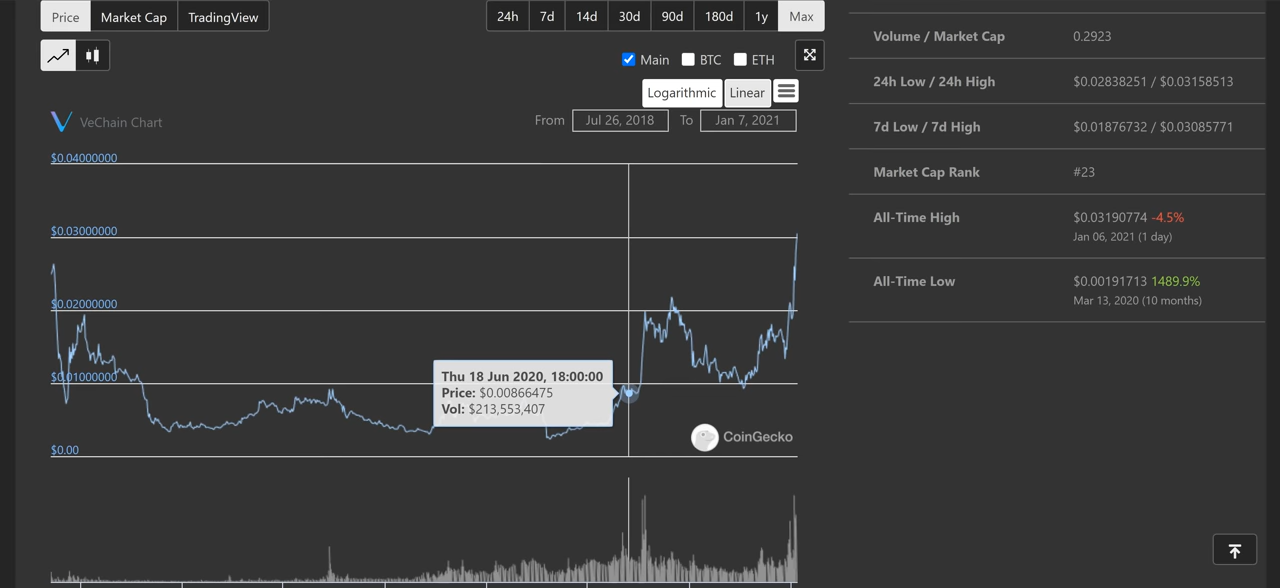 Price Market Cap TradingView
24h 7d 14d 30d 90d 180d 1y Max
Main BTC ETH
Logarithmic Linear
VeChain Chart
From Jul 26, 2018 To Jan 7, 2021
$0.04000000
$0.03000000
$0.02000000
$0.01000000
$0.00
Thu 18 Jun 2020, 18:00:00
Price: $0.00866475
Vol: $213,553,407
CoinGecko
Volume / Market Cap 0.2923
24h Low / 24h High $0.02838251 / $0.03158513
7d Low / 7d High $0.01876732 / $0.03085771
Market Cap Rank #23
All-Time High $0.03190774 -4.5%
Jan 06, 2021 (1 day)
All-Time Low $0.00191713 1489.9%
Mar 13, 2020 (10 months)